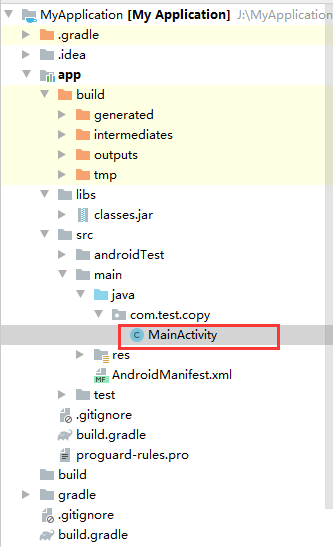 MyApplication [My Application] J:\MyApplication
.gradle
.idea
app
build
generated
intermediates
outputs
tmp
libs
classes.jar
src
androidTest
main
java
com.test.copy
C MainActivity
res
MF AndroidManifest.xml
test
.gitignore
build.gradle
proguard-rules.pro
build
gradle
.gitignore
build.gradle